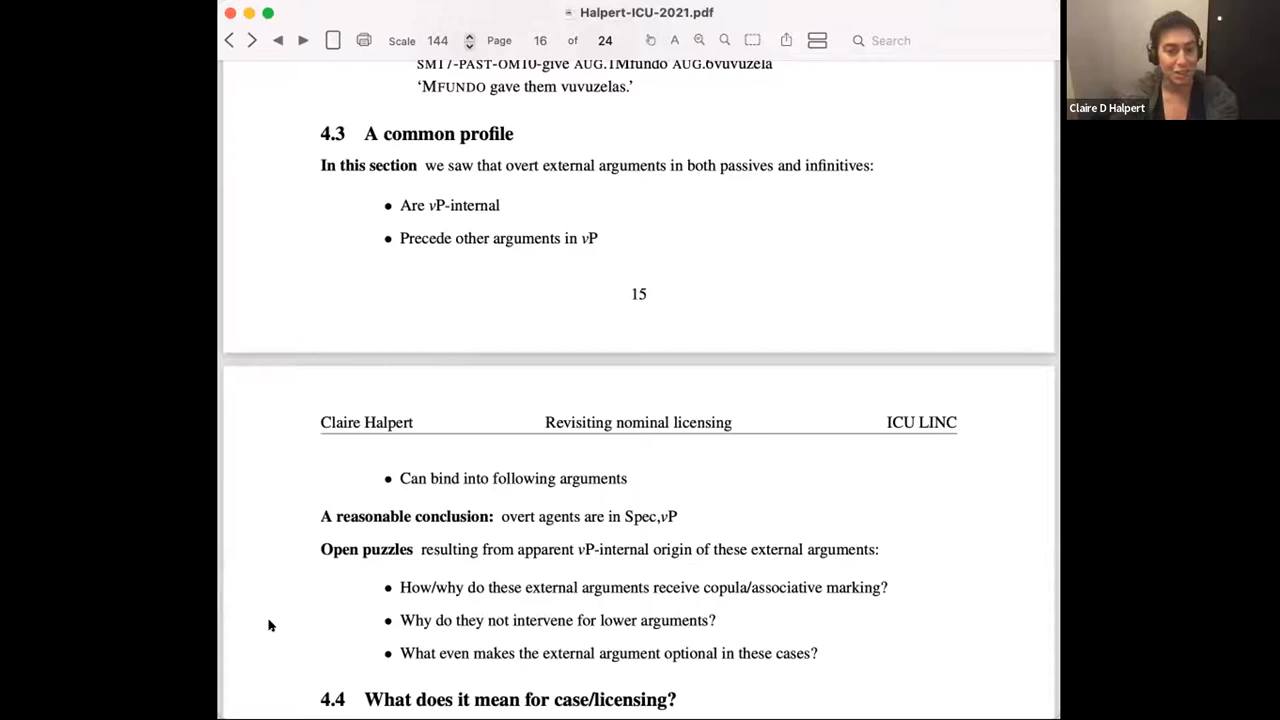 Halpert-ICU-2021.pdf
Scale 144 Page 16 of 24 Search
Claire D Halpert
SM17-PAST-OM10-give AUG.1Mfundo AUG.6vuvuzela
‘MFUNDO gave them vuvuzelas.’
4.3 A common profile
In this section we saw that overt external arguments in both passives and infinitives:
• Are vP-internal
• Precede other arguments in vP
15
Claire Halpert Revisiting nominal licensing ICU LINC
• Can bind into following arguments
A reasonable conclusion: overt agents are in Spec,vP
Open puzzles resulting from apparent vP-internal origin of these external arguments:
• How/why do these external arguments receive copula/associative marking?
• Why do they not intervene for lower arguments?
• What even makes the external argument optional in these cases?
4.4 What does it mean for case/licensing?